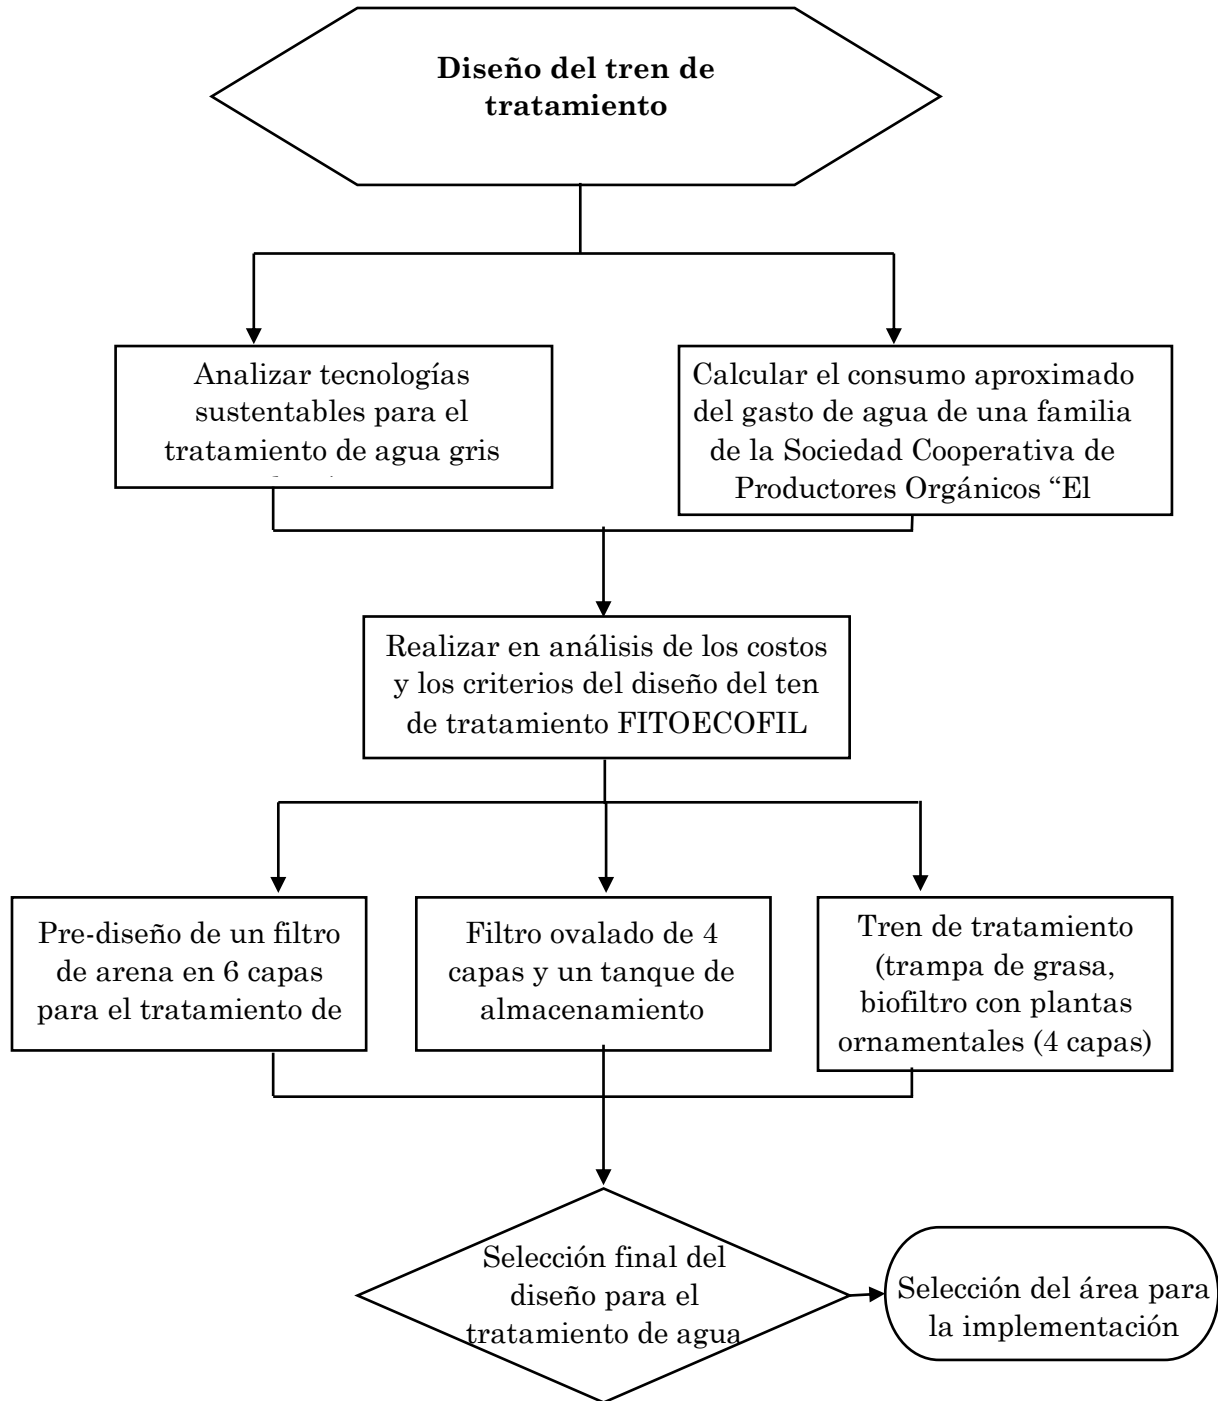 Diseño del tren de
tratamiento
Analizar tecnologías
sustentables para el
tratamiento de agua gris
Calcular el consumo aproximado
del gasto de agua de una familia
de la Sociedad Cooperativa de
Productores Orgánicos “El
Realizar en análisis de los costos
y los criterios del diseño del ten
de tratamiento FITOECOFIL
Pre-diseño de un filtro
de arena en 6 capas
para el tratamiento de
Filtro ovalado de 4
capas y un tanque de
almacenamiento
Tren de tratamiento
(trampa de grasa,
biofiltro con plantas
ornamentales (4 capas)
Selección final del
diseño para el
tratamiento de agua
Selección del área para
la implementación